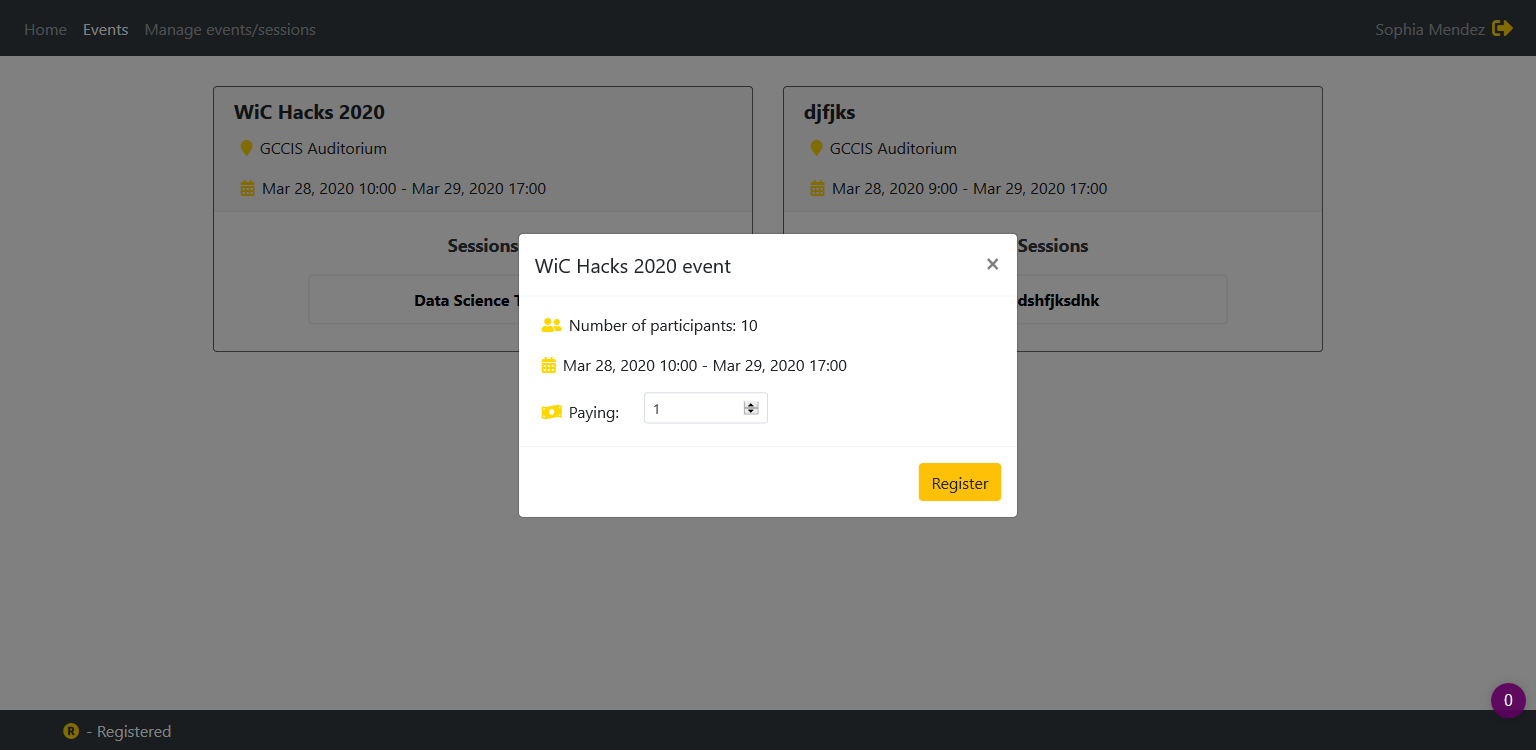 Home Events Manage events/sessions Sophia Mendez
WiC Hacks 2020
GCCIS Auditorium
Mar 28, 2020 10:00 - Mar 29, 2020 17:00
Sessions
Data Science T
djfjks
GCCIS Auditorium
Mar 28, 2020 9:00 - Mar 29, 2020 17:00
Sessions
dshfjksdhk
WiC Hacks 2020 event ×
Number of participants: 10
Mar 28, 2020 10:00 - Mar 29, 2020 17:00
Paying: 1
Register
0
R - Registered